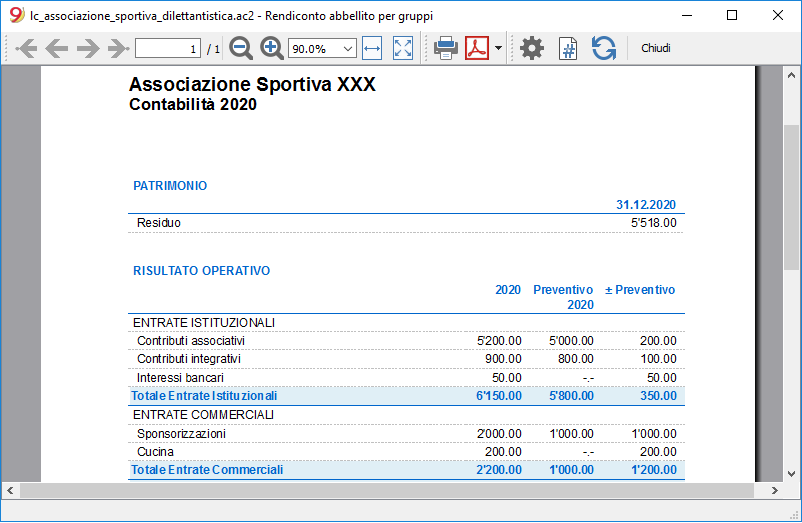 lc_associazione_sportiva_dilettantistica.ac2 - Rendiconto abbellito per gruppi
1 / 1 90.0% Chiudi
Associazione Sportiva XXX
Contabilità 2020
PATRIMONIO
31.12.2020
Residuo 5'518.00
RISULTATO OPERATIVO
2020 Preventivo ± Preventivo
2020
ENTRATE ISTITUZIONALI
Contributi associativi 5'200.00 5'000.00 200.00
Contributi integrativi 900.00 800.00 100.00
Interessi bancari 50.00 -.- 50.00
Totale Entrate Istituzionali 6'150.00 5'800.00 350.00
ENTRATE COMMERCIALI
Sponsorizzazioni 2'000.00 1'000.00 1'000.00
Cucina 200.00 -.- 200.00
Totale Entrate Commerciali 2'200.00 1'000.00 1'200.00